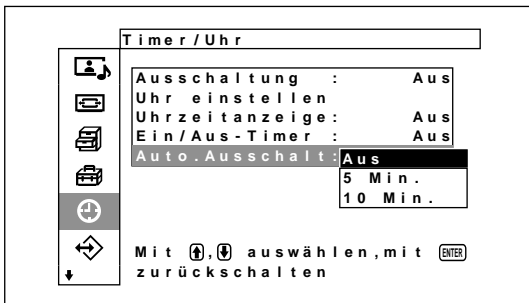 Timer/Uhr
Ausschaltung : Aus
Uhr einstellen
Uhrzeitanzeige: Aus
Ein/Aus-Timer : Aus
Auto.Ausschalt: Aus
5 Min.
10 Min.
Mit ,  auswählen,mit ENTER
zurückschalten